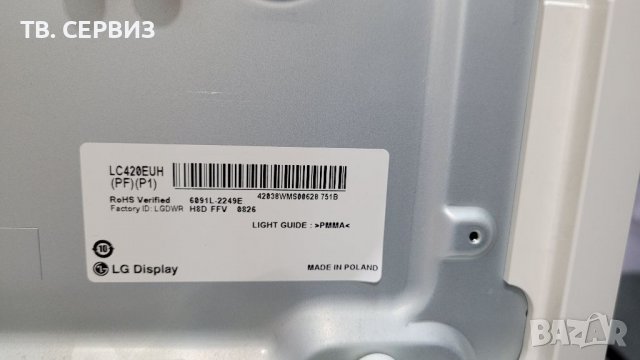 ТВ. СЕРВИЗ
LC420EUH
(PF)(P1)
42038WMS00628 751B
RoHS Verified 6091L-2249E
Factory ID: LGDWR H8D FFV 0826
LIGHT GUIDE : >PMMA<
10
LG Display
MADE IN POLAND
BAZAR